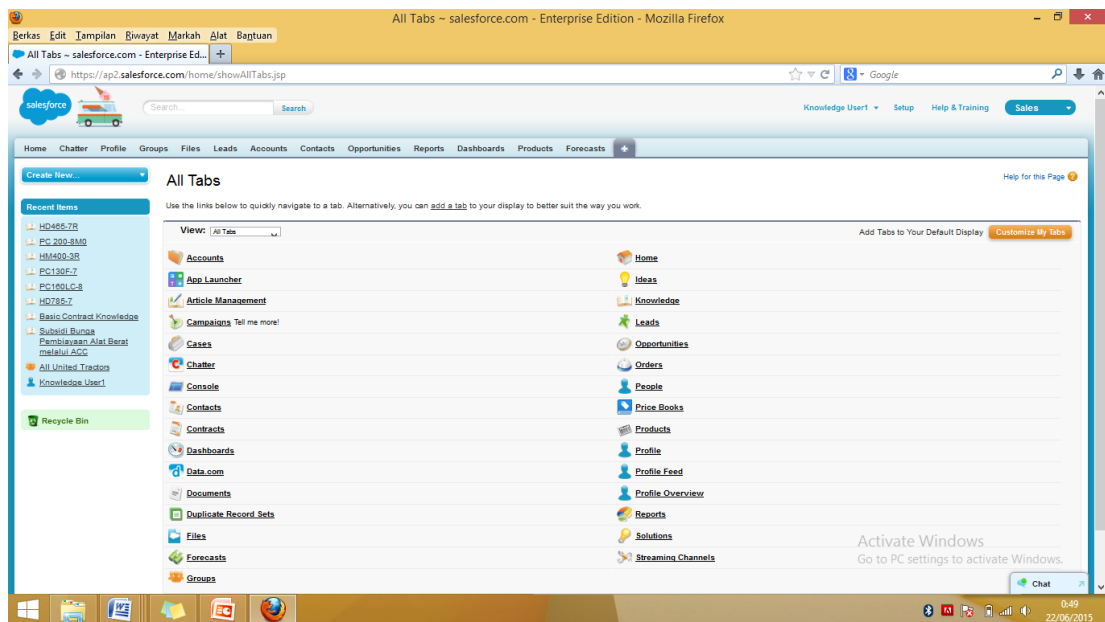 All Tabs ~ salesforce.com - Enterprise Edition - Mozilla Firefox
Berkas Edit Tampilan Riwayat Markah Alat Bantuan
All Tabs ~ salesforce.com - Enterprise Ed... +
https://ap2.salesforce.com/home/showAllTabs.jsp
Google
salesforce
Search...
Search
Knowledge User1 Setup Help & Training Sales
Home Chatter Profile Groups Files Leads Accounts Contacts Opportunities Reports Dashboards Products Forecasts +
Create New...
Recent Items
HD465-7R
PC 200-8M0
HM400-3R
PC130F-7
PC160LC-8
HD785-7
Basic Contract Knowledge
Subsidi Bunga
Pembiayaan Alat Berat
melalui ACC
All United Tractors
Knowledge User1
Recycle Bin
All Tabs
Help for this Page
Use the links below to quickly navigate to a tab. Alternatively, you can add a tab to your display to better suit the way you work.
View: All Tabs
Add Tabs to Your Default Display Customize My Tabs
Accounts
App Launcher
Article Management
Campaigns Tell me more!
Cases
Chatter
Console
Contacts
Contracts
Dashboards
Data.com
Documents
Duplicate Record Sets
Files
Forecasts
Groups
Home
Ideas
Knowledge
Leads
Opportunities
Orders
People
Price Books
Products
Profile
Profile Feed
Profile Overview
Reports
Solutions
Streaming Channels
Activate Windows
Go to PC settings to activate Windows.
Chat
0:49
22/06/2015